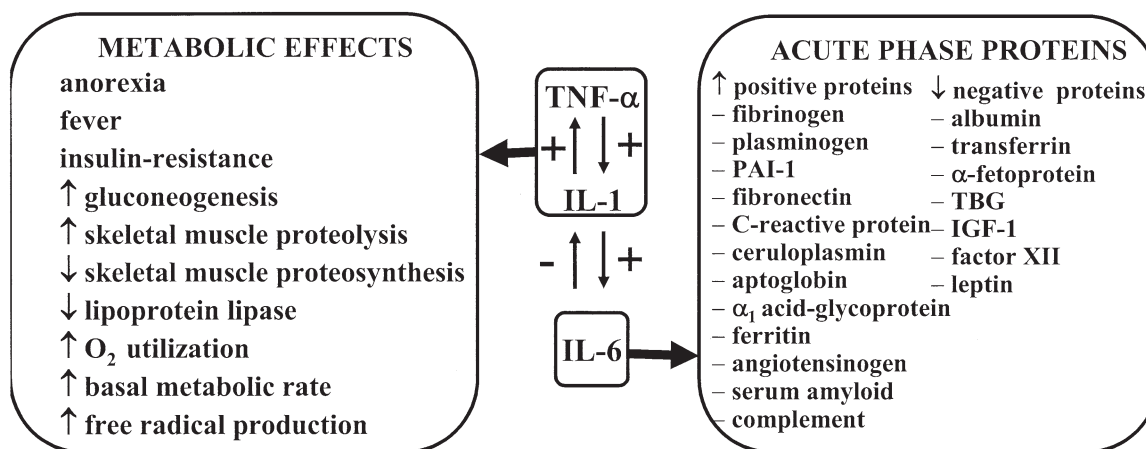 METABOLIC EFFECTS
anorexia
fever
insulin-resistance
↑ gluconeogenesis
↑ skeletal muscle proteolysis
↓ skeletal muscle proteosynthesis
↓ lipoprotein lipase
↑ O₂ utilization
↑ basal metabolic rate
↑ free radical production
TNF-α
+ ↑ ↓ +
IL-1
- ↑ ↓ +
IL-6
ACUTE PHASE PROTEINS
↑ positive proteins
– fibrinogen
– plasminogen
– PAI-1
– fibronectin
– C-reactive protein
– ceruloplasmin
– aptoglobin
– α₁ acid-glycoprotein
– ferritin
– angiotensinogen
– serum amyloid
– complement
↓ negative proteins
– albumin
– transferrin
– α-fetoprotein
– TBG
– IGF-1
– factor XII
– leptin